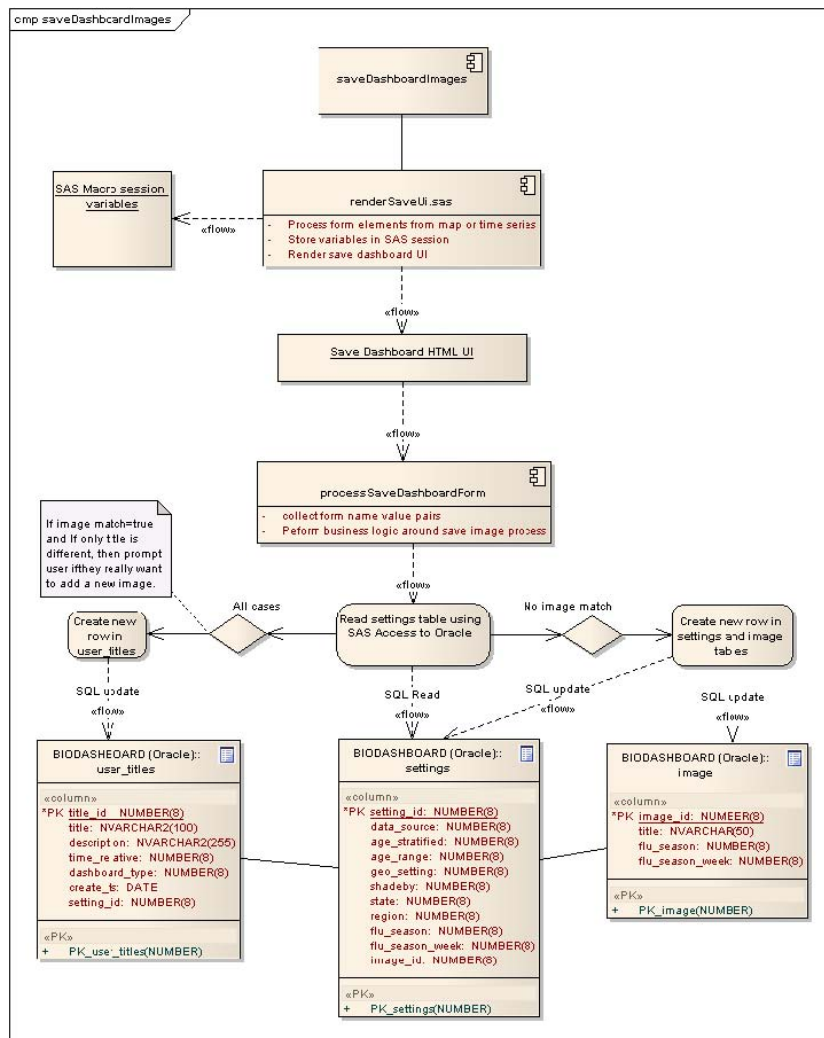 cmp saveDashboardImages
saveDashboardImages
SAS Macro session
variables
renderSaveUi.sas
- Process form elements from map or time series
- Store variables in SAS session
- Render save dashboard UI
«flow»
«flow»
Save Dashboard HTML UI
«flow»
processSaveDashboardForm
- collect form name value pairs
- Peform business logic around save image process
If image match=true
and If only title is
different, then prompt
user ifthey really want
to add a new image.
«flow»
All cases
No image match
Create new
row in
user_titles
Read settings table using
SAS Access to Oracle
Create new row in
settings and image
tables
SQL update
«flow»
SQL Read
«flow»
SQL update
«flow»
SQL update
«flow»
BIODASHEOARD (Oracle)::
user_titles
«column»
*PK title_id: NUMBER(8)
title: NVARCHAR2(100)
description: NVARCHAR2(255)
time_relative: NUMBER(8)
dashboard_type: NUMBER(8)
create_ts: DATE
setting_id: NUMBER(8)
«PK»
+ PK_user_titles(NUMBER)
BIODASHBOARD (Oracle)::
settings
«column»
*PK setting_id: NUMBER(8)
data_source: NUMBER(8)
age_stratified: NUMBER(8)
age_range: NUMBER(8)
geo_setting: NUMBER(8)
shadeby: NUMBER(8)
state: NUMBER(8)
region: NUMBER(8)
flu_season: NUMBER(8)
flu_season_week: NUMBER(8)
image_id: NUMBER(8)
«PK»
+ PK_settings(NUMBER)
BIODASHBOARD (Oracle)::
image
«column»
*PK image_id: NUMEER(8)
title: NVARCHAR(50)
flu_season: NUMBER(8)
flu_season_week: NUMBER(8)
«PK»
+ PK_image(NUMBER)